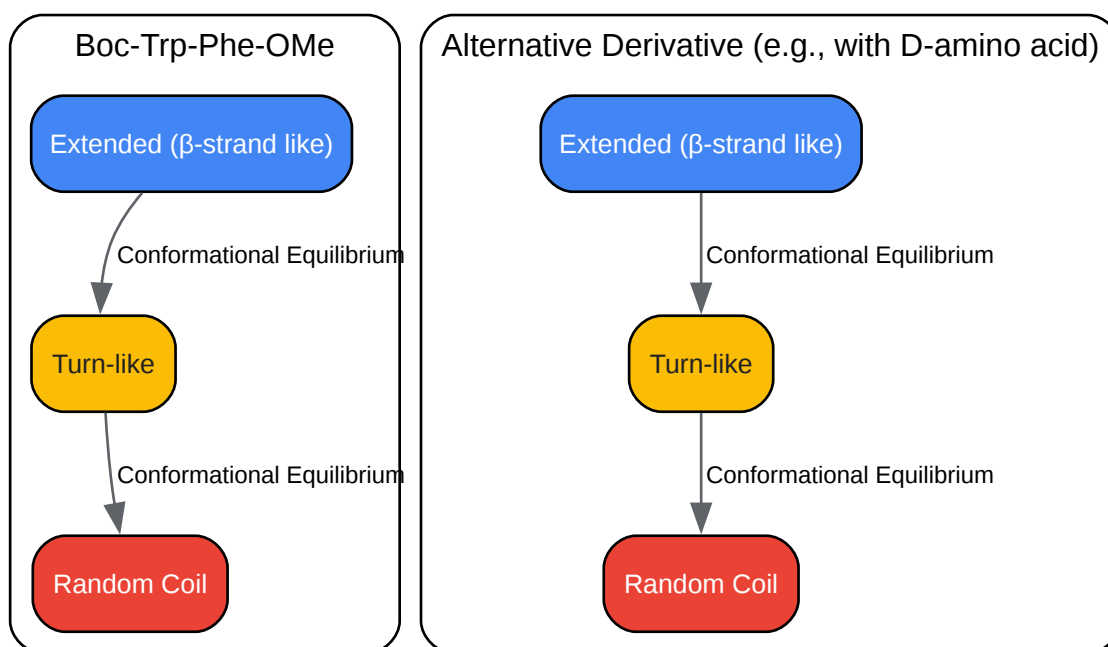 Boc-Trp-Phe-OMe
Extended (β-strand like)
Conformational Equilibrium
Turn-like
Conformational Equilibrium
Random Coil
Alternative Derivative (e.g., with D-amino acid)
Extended (β-strand like)
Conformational Equilibrium
Turn-like
Conformational Equilibrium
Random Coil